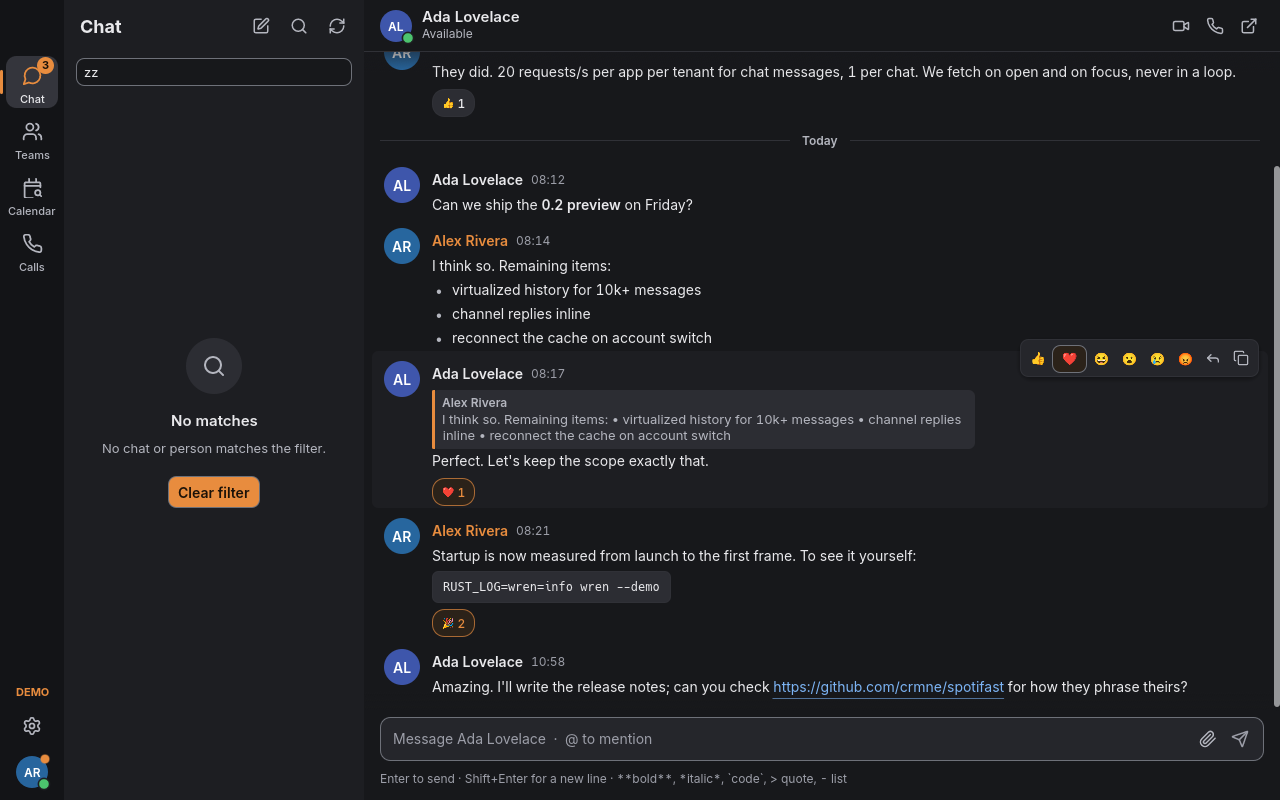 3
Chat
Teams
Calendar
Calls
DEMO
AR
Chat
zz
No matches
No chat or person matches the filter.
Clear filter
AL
Ada Lovelace
Available
AR
They did. 20 requests/s per app per tenant for chat messages, 1 per chat. We fetch on open and on focus, never in a loop.
👍 1
Today
AL
Ada Lovelace 08:12
Can we ship the 0.2 preview on Friday?
AR
Alex Rivera 08:14
I think so. Remaining items:
• virtualized history for 10k+ messages
• channel replies inline
• reconnect the cache on account switch
AL
Ada Lovelace 08:17
Alex Rivera
I think so. Remaining items: • virtualized history for 10k+ messages • channel replies
inline • reconnect the cache on account switch
Perfect. Let's keep the scope exactly that.
❤️ 1
AR
Alex Rivera 08:21
Startup is now measured from launch to the first frame. To see it yourself:
RUST_LOG=wren=info wren --demo
🎉 2
AL
Ada Lovelace 10:58
Amazing. I'll write the release notes; can you check https://github.com/crmne/spotifast for how they phrase theirs?
Message Ada Lovelace · @ to mention
Enter to send · Shift+Enter for a new line · **bold**, *italic*, `code`, > quote, - list